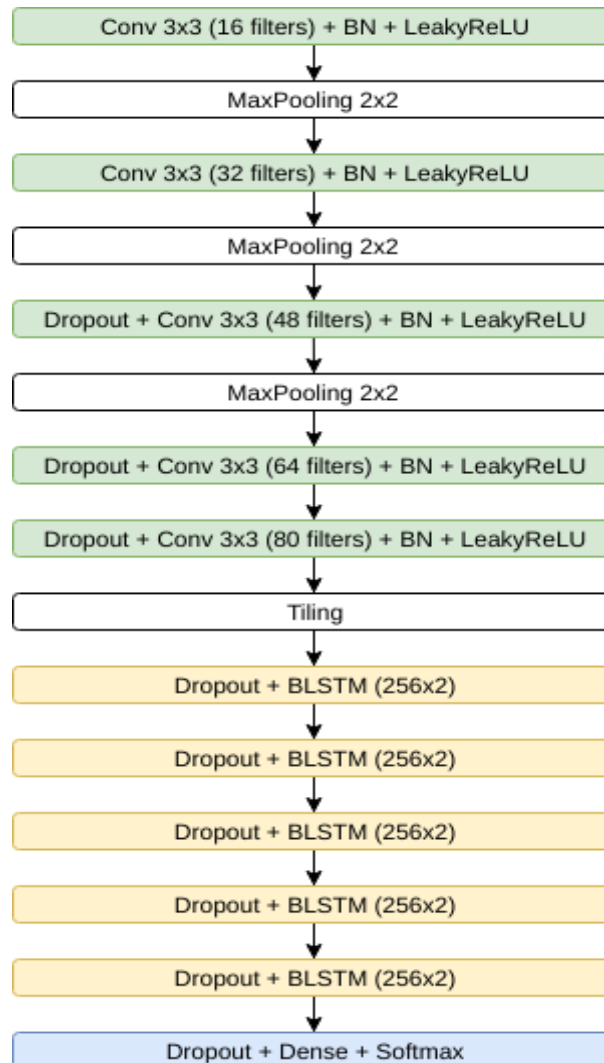 Conv 3x3 (16 filters) + BN + LeakyReLU
MaxPooling 2x2
Conv 3x3 (32 filters) + BN + LeakyReLU
MaxPooling 2x2
Dropout + Conv 3x3 (48 filters) + BN + LeakyReLU
MaxPooling 2x2
Dropout + Conv 3x3 (64 filters) + BN + LeakyReLU
Dropout + Conv 3x3 (80 filters) + BN + LeakyReLU
Tiling
Dropout + BLSTM (256x2)
Dropout + BLSTM (256x2)
Dropout + BLSTM (256x2)
Dropout + BLSTM (256x2)
Dropout + BLSTM (256x2)
Dropout + Dense + Softmax